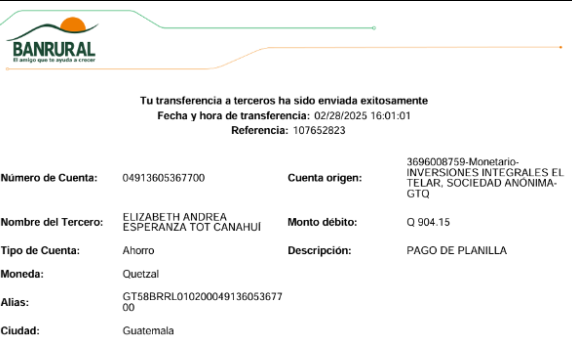 BANRURAL
El amigo que te ayuda a crecer
Tu transferencia a terceros ha sido enviada exitosamente
Fecha y hora de transferencia: 02/28/2025 16:01:01
Referencia: 107652823
Número de Cuenta: 04913605367700
Cuenta origen: 3696008759-Monetario-
INVERSIONES INTEGRALES EL
TELAR, SOCIEDAD ANÓNIMA-
GTQ
Nombre del Tercero: ELIZABETH ANDREA
ESPERANZA TOT CANAHUÍ
Monto débito: Q 904.15
Tipo de Cuenta: Ahorro
Descripción: PAGO DE PLANILLA
Moneda: Quetzal
Alias: GT58BRRL010200049136053677
00
Ciudad: Guatemala